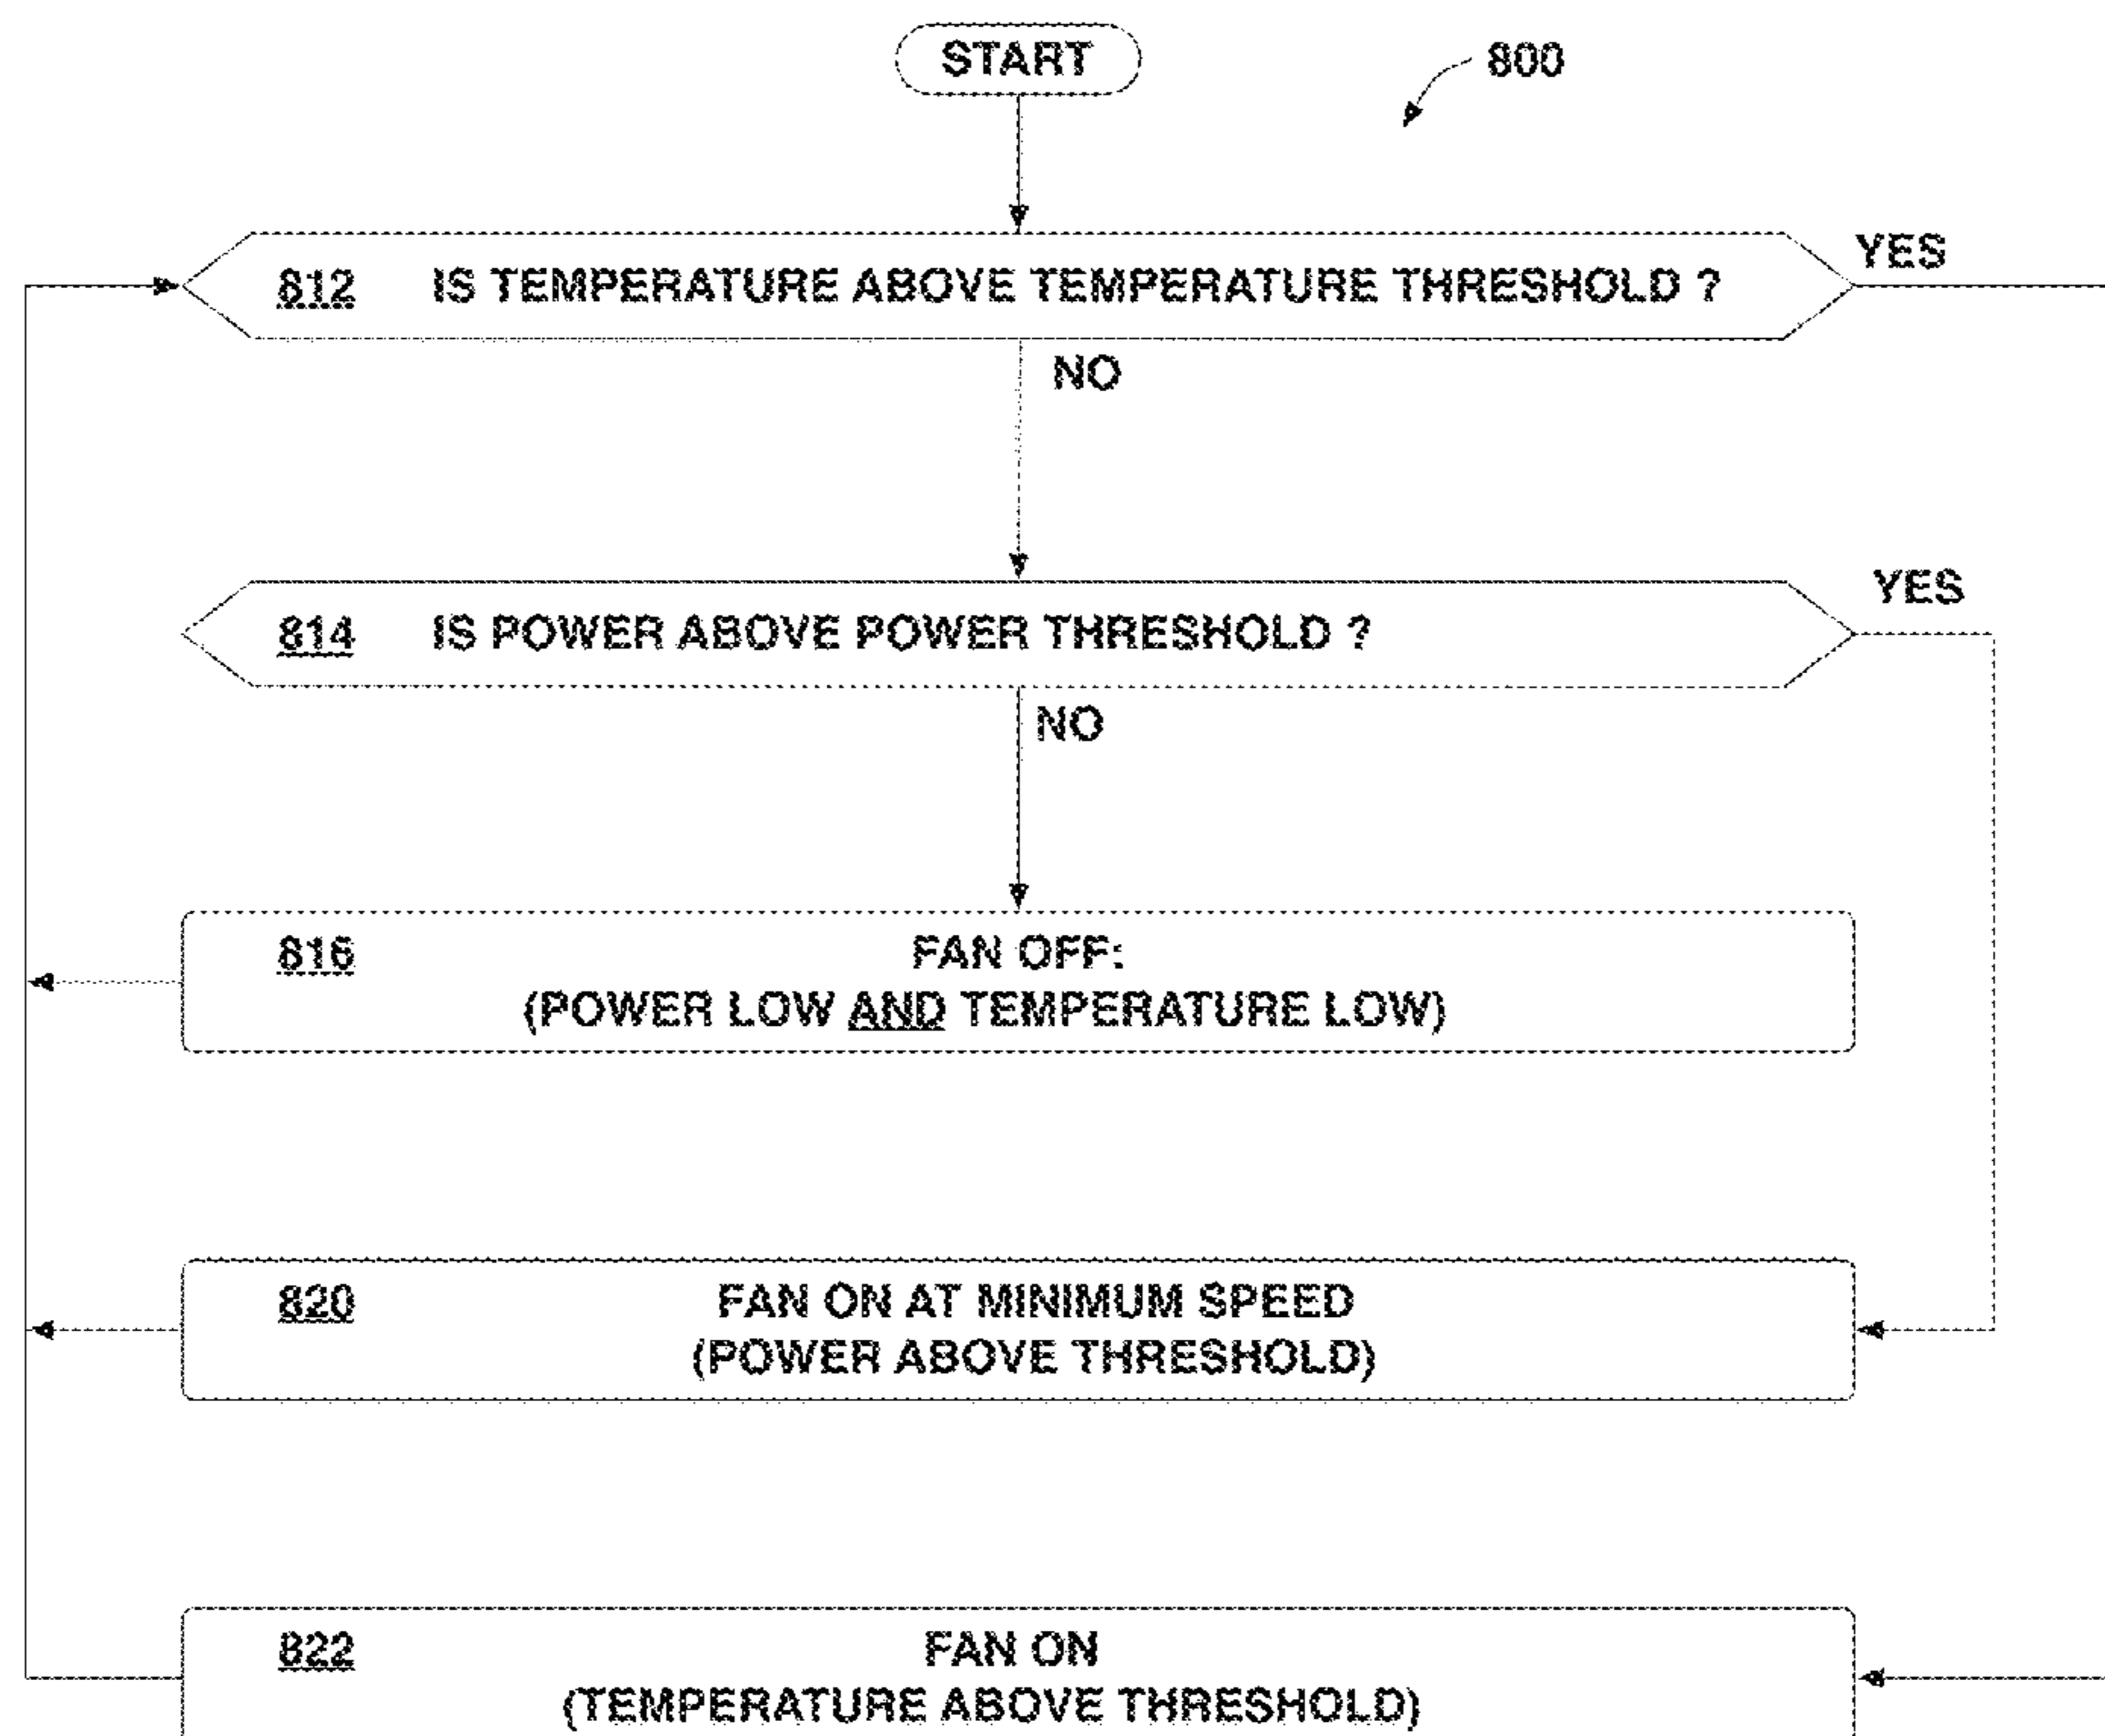 START
800
812 IS TEMPERATURE ABOVE TEMPERATURE THRESHOLD ?
YES
NO
814 IS POWER ABOVE POWER THRESHOLD ?
YES
NO
816 FAN OFF:
(POWER LOW AND TEMPERATURE LOW)
820 FAN ON AT MINIMUM SPEED
(POWER ABOVE THRESHOLD)
822 FAN ON
(TEMPERATURE ABOVE THRESHOLD)